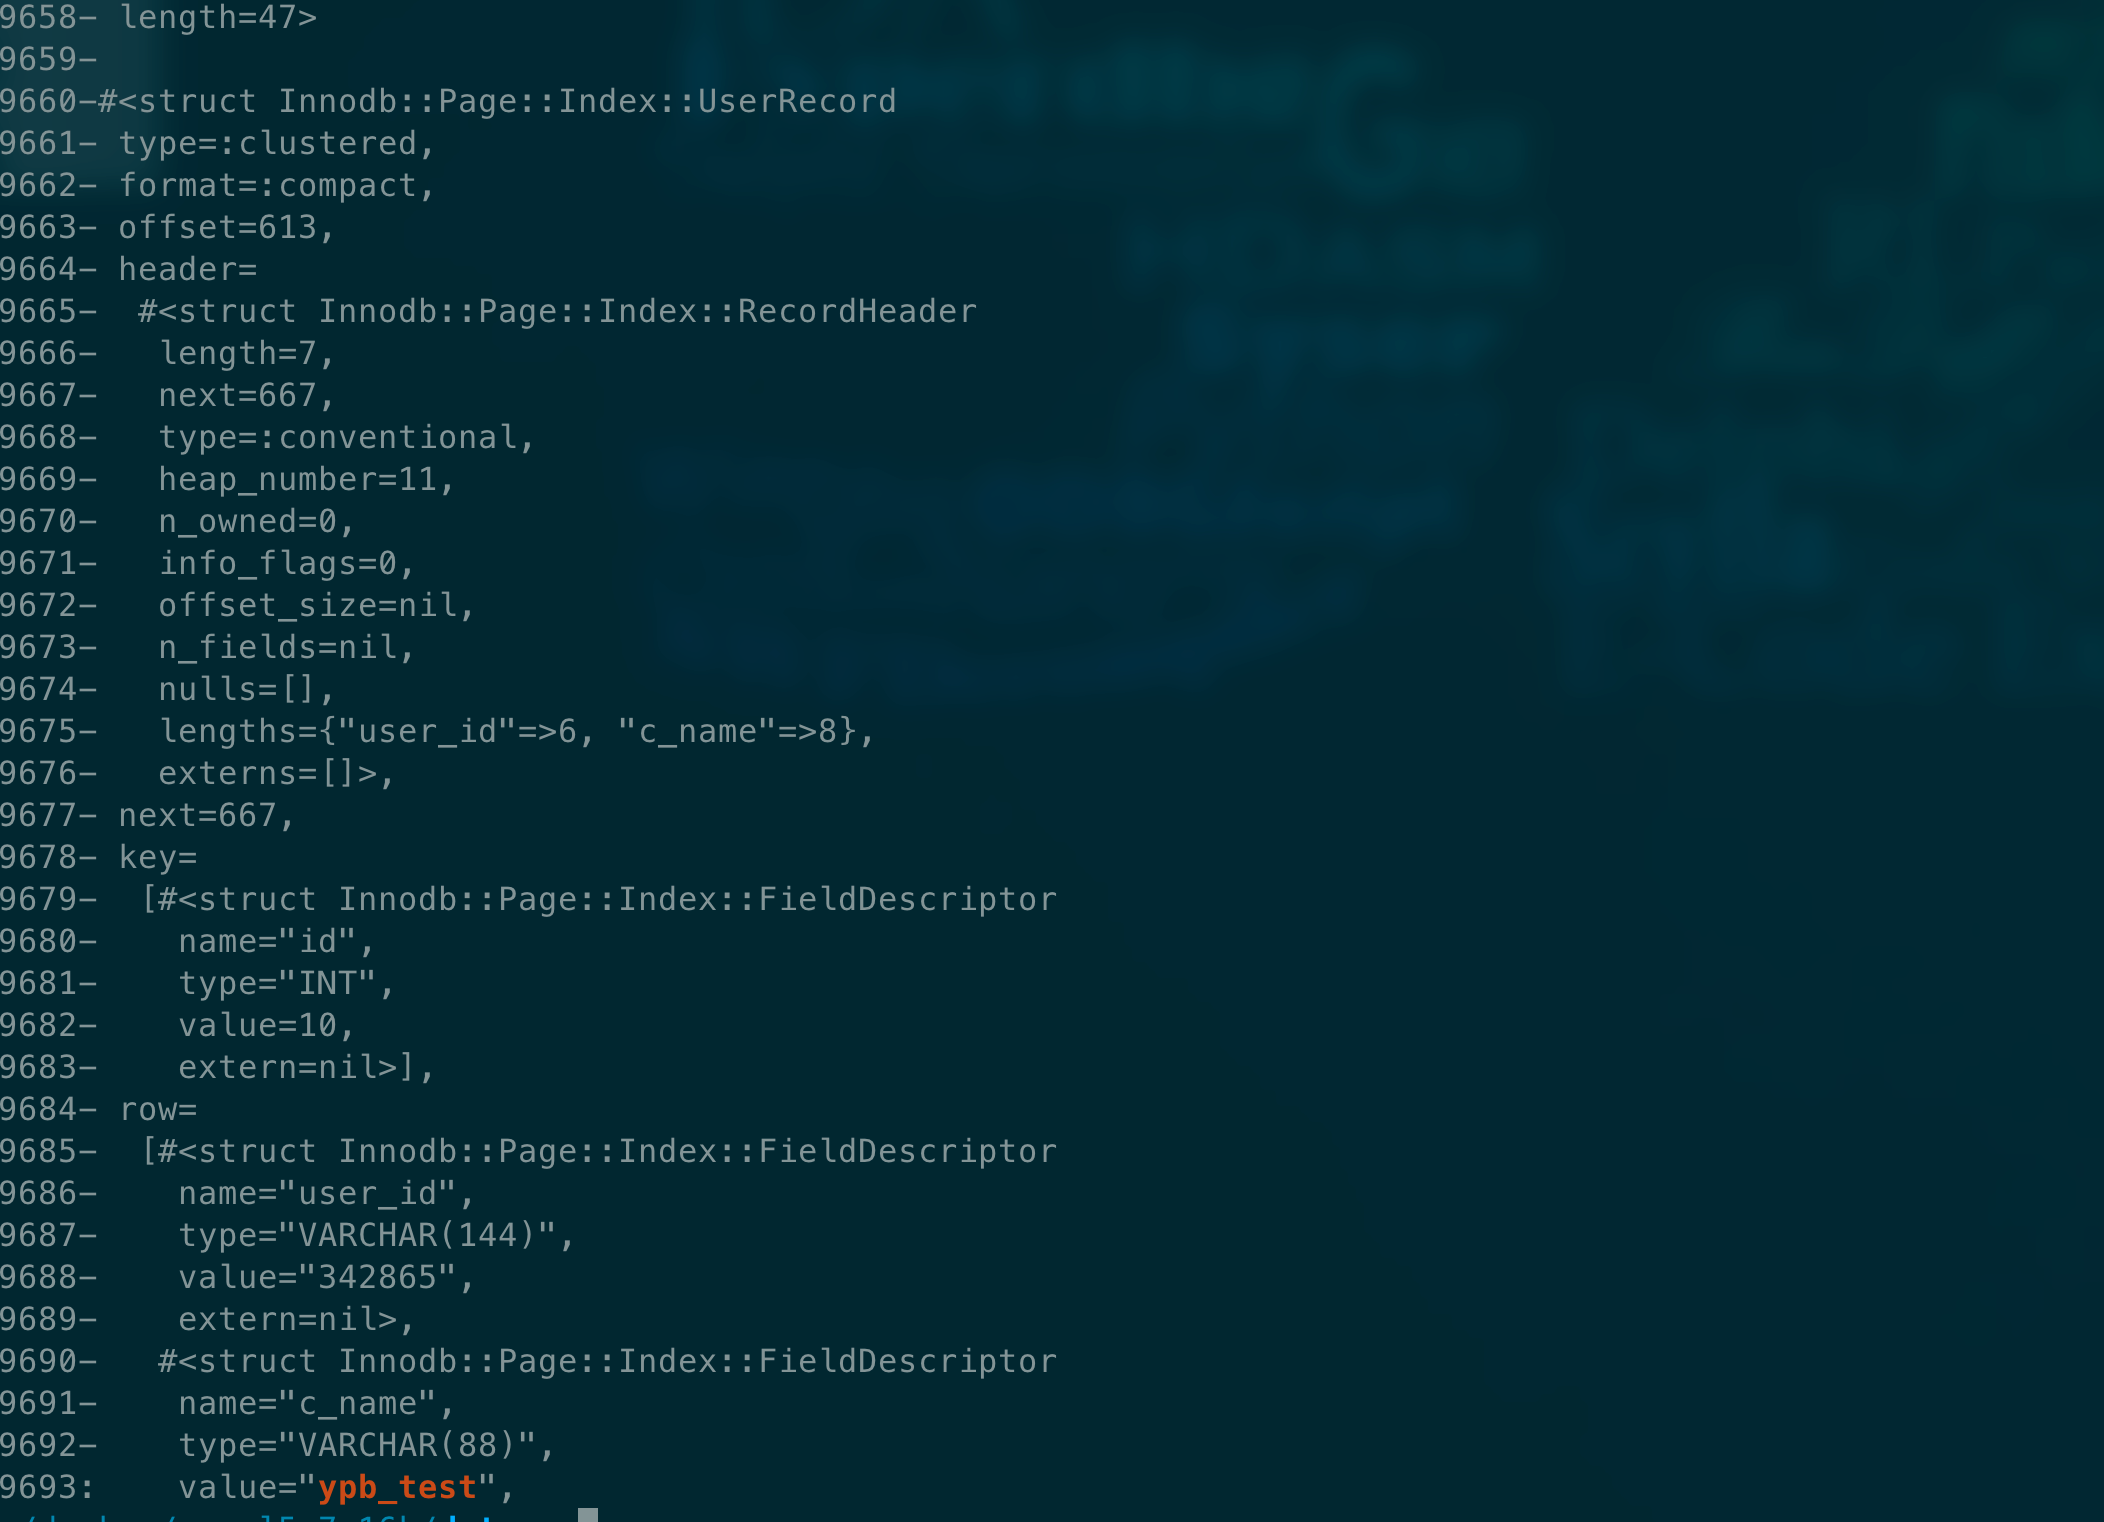 9658- length=47>
9659-
9660-#<struct Innodb::Page::Index::UserRecord
9661- type=:clustered,
9662- format=:compact,
9663- offset=613,
9664- header=
9665-  #<struct Innodb::Page::Index::RecordHeader
9666-   length=7,
9667-   next=667,
9668-   type=:conventional,
9669-   heap_number=11,
9670-   n_owned=0,
9671-   info_flags=0,
9672-   offset_size=nil,
9673-   n_fields=nil,
9674-   nulls=[],
9675-   lengths={"user_id"=>6, "c_name"=>8},
9676-   externs=[]>,
9677- next=667,
9678- key=
9679-  [#<struct Innodb::Page::Index::FieldDescriptor
9680-    name="id",
9681-    type="INT",
9682-    value=10,
9683-    extern=nil>],
9684- row=
9685-  [#<struct Innodb::Page::Index::FieldDescriptor
9686-    name="user_id",
9687-    type="VARCHAR(144)",
9688-    value="342865",
9689-    extern=nil>,
9690-   #<struct Innodb::Page::Index::FieldDescriptor
9691-    name="c_name",
9692-    type="VARCHAR(88)",
9693:    value="ypb_test",